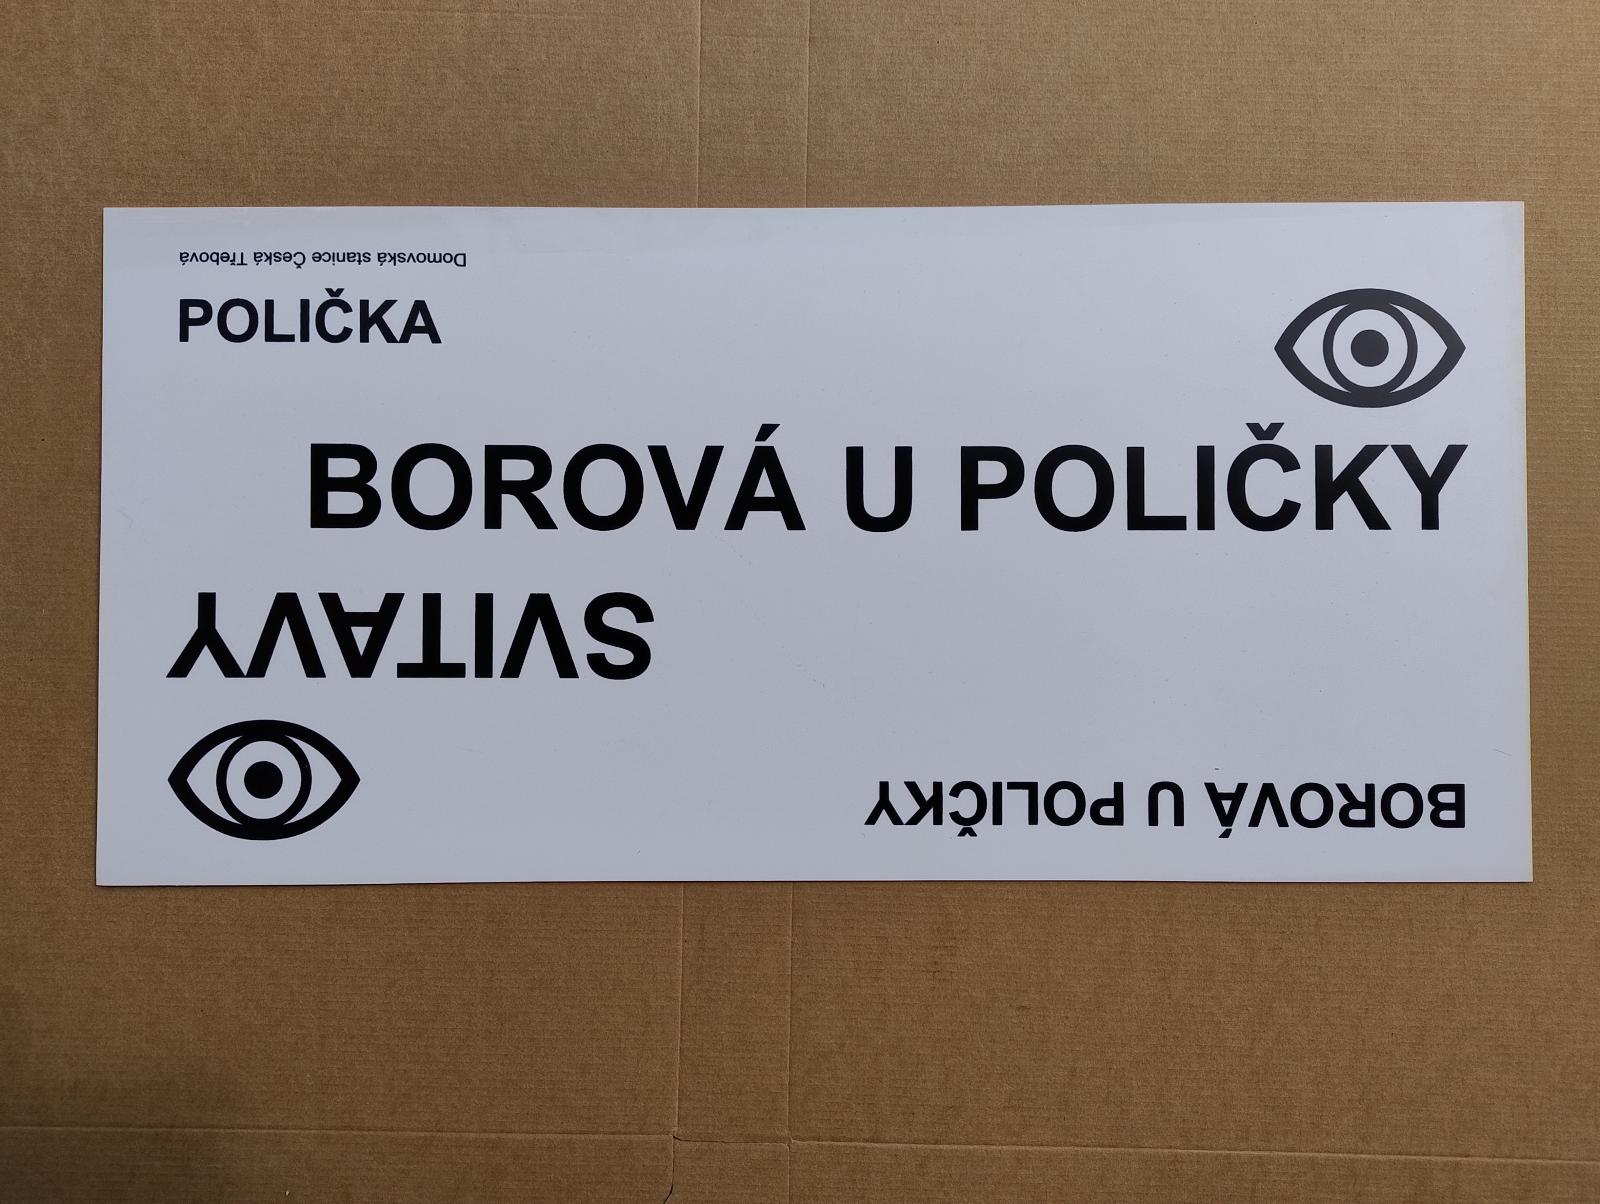 Domovská stanice Česká Třebová
POLIČKA
BOROVÁ U POLIČKY
SVITAVY
BOROVÁ U POLIČKY